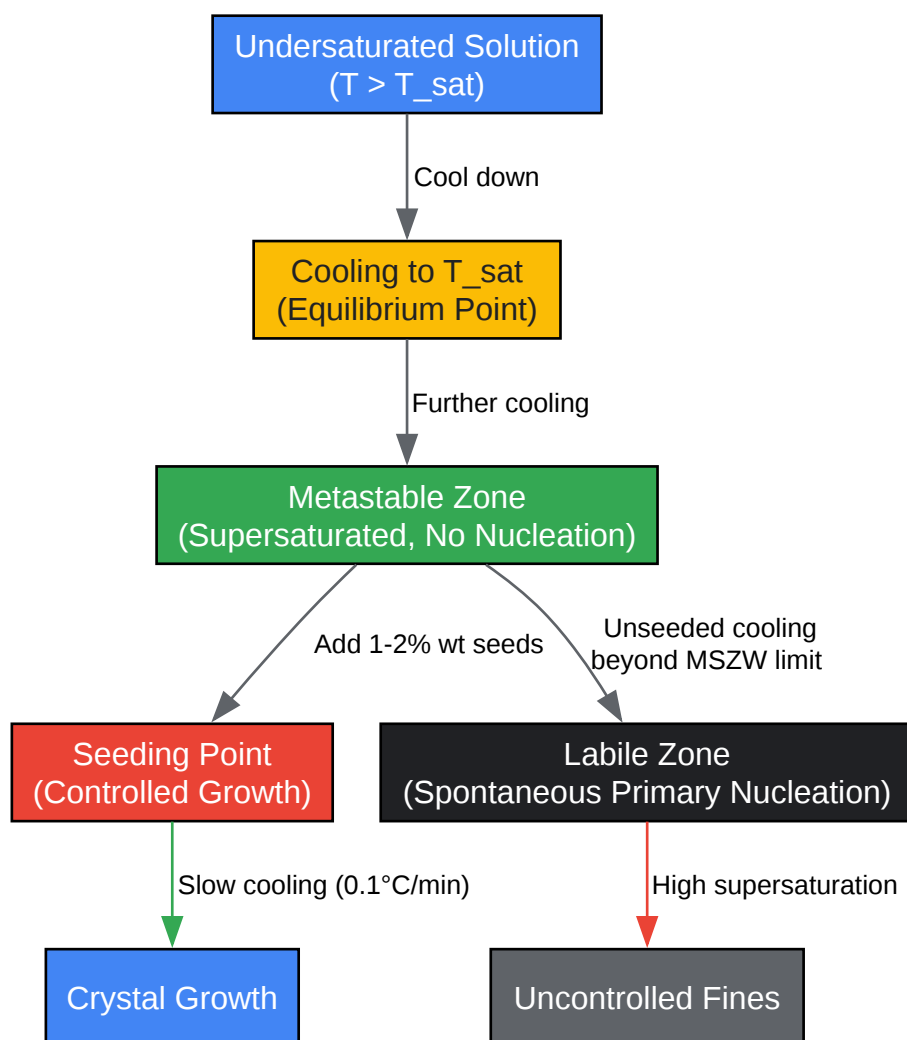 Undersaturated Solution
(T > T_sat)
Cool down
Cooling to T_sat
(Equilibrium Point)
Further cooling
Metastable Zone
(Supersaturated, No Nucleation)
Add 1-2% wt seeds
Unseeded cooling
beyond MSZW limit
Seeding Point
(Controlled Growth)
Labile Zone
(Spontaneous Primary Nucleation)
Slow cooling (0.1°C/min)
High supersaturation
Crystal Growth
Uncontrolled Fines